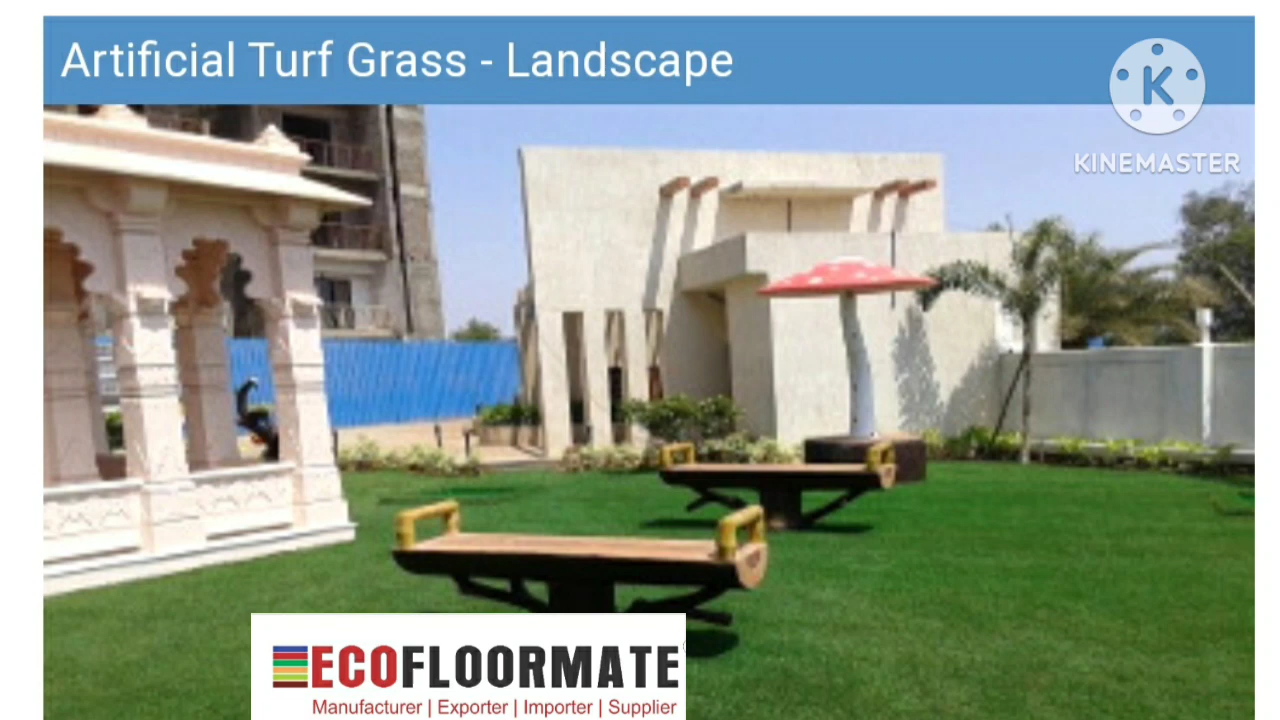 Artificial Turf Grass - Landscape
K
KINEMASTER
ECOFLOORMATE
Manufacturer | Exporter | Importer | Supplier